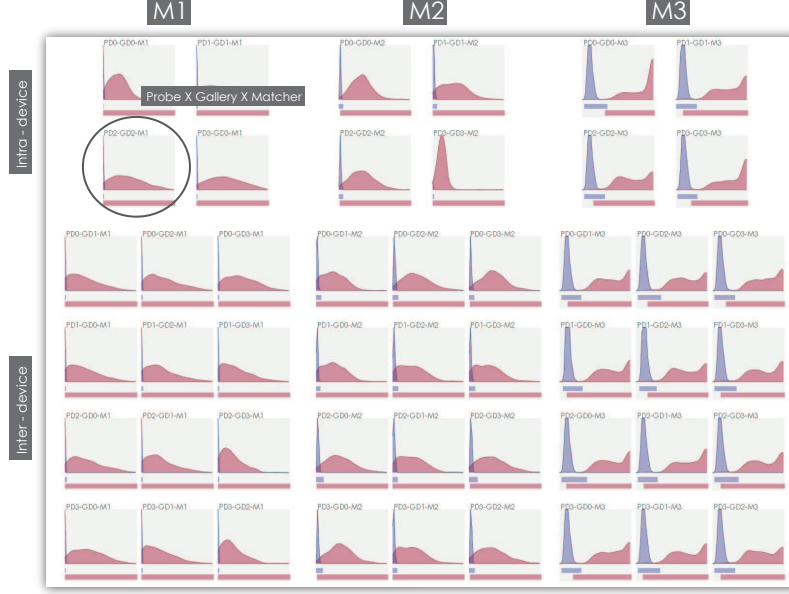 M1 M2 M3
Intra - device
PD0-GD0-M1 PD1-GD1-M1 PD0-GD0-M2 PD1-GD1-M2 PD0-GD0-M3 PD1-GD1-M3
Probe X Gallery X Matcher
PD2-GD2-M1 PD3-GD3-M1 PD2-GD2-M2 PD3-GD3-M2 PD2-GD2-M3 PD3-GD3-M3
Inter - device
PD0-GD1-M1 PD0-GD2-M1 PD0-GD3-M1 PD0-GD1-M2 PD0-GD2-M2 PD0-GD3-M2 PD0-GD1-M3 PD0-GD2-M3 PD0-GD3-M3
PD1-GD0-M1 PD1-GD2-M1 PD1-GD3-M1 PD1-GD0-M2 PD1-GD2-M2 PD1-GD3-M2 PD1-GD0-M3 PD1-GD2-M3 PD1-GD3-M3
PD2-GD0-M1 PD2-GD1-M1 PD2-GD3-M1 PD2-GD0-M2 PD2-GD1-M2 PD2-GD3-M2 PD2-GD0-M3 PD2-GD1-M3 PD2-GD3-M3
PD3-GD0-M1 PD3-GD1-M1 PD3-GD2-M1 PD3-GD0-M2 PD3-GD1-M2 PD3-GD2-M2 PD3-GD0-M3 PD3-GD1-M3 PD3-GD2-M3